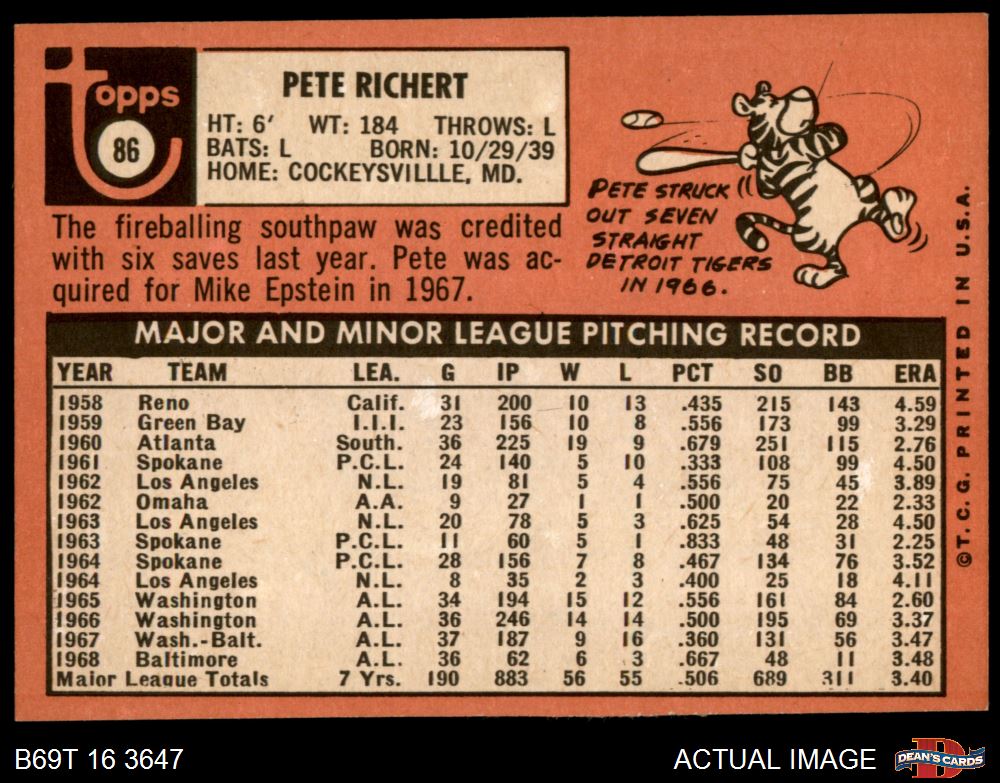 topps
86
PETE RICHERT
HT: 6' WT: 184 THROWS: L
BATS: L BORN: 10/29/39
HOME: COCKEYSVILLLE, MD.
The fireballing southpaw was credited
with six saves last year. Pete was ac-
quired for Mike Epstein in 1967.
PETE STRUCK
OUT SEVEN
STRAIGHT
DETROIT TIGERS
IN 1966.
MAJOR AND MINOR LEAGUE PITCHING RECORD
YEAR TEAM LEA. G IP W L PCT SO BB ERA
1958 Reno Calif. 31 200 10 13 .435 215 143 4.59
1959 Green Bay I.I.I. 23 156 10 8 .556 173 99 3.29
1960 Atlanta South. 36 225 19 9 .679 251 115 2.76
1961 Spokane P.C.L. 24 140 5 10 .333 108 99 4.50
1962 Los Angeles N.L. 19 81 5 4 .556 75 45 3.89
1962 Omaha A.A. 9 27 1 1 .500 20 22 2.33
1963 Los Angeles N.L. 20 78 5 3 .625 54 28 4.50
1963 Spokane P.C.L. 11 60 5 1 .833 48 31 2.25
1964 Spokane P.C.L. 28 156 7 8 .467 134 76 3.52
1964 Los Angeles N.L. 8 35 2 3 .400 25 18 4.11
1965 Washington A.L. 34 194 15 12 .556 161 84 2.60
1966 Washington A.L. 36 246 14 14 .500 195 69 3.37
1967 Wash.-Balt. A.L. 37 187 9 16 .360 131 56 3.47
1968 Baltimore A.L. 36 62 6 3 .667 48 11 3.48
Major League Totals 7 Yrs. 190 883 56 55 .506 689 311 3.40
©T.C.G. PRINTED IN U.S.A.
B69T 16 3647
ACTUAL IMAGE
D
DEAN'S CARDS